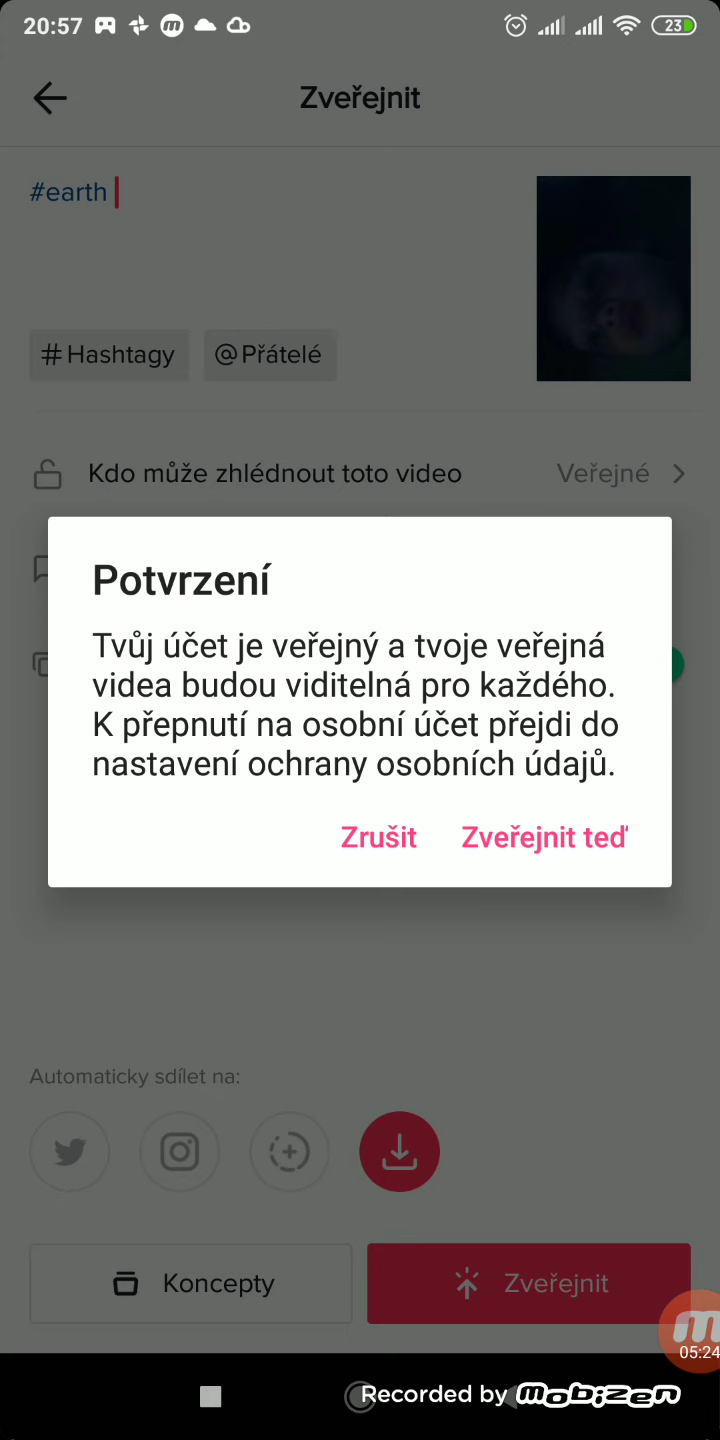 20:57
23
Zveřejnit
#earth
#Hashtagy
@Přátelé
Kdo může zhlédnout toto video
Veřejné
Potvrzení
Tvůj účet je veřejný a tvoje veřejná
videa budou viditelná pro každého.
K přepnutí na osobní účet přejdi do
nastavení ochrany osobních údajů.
Zrušit
Zveřejnit teď
Automaticky sdílet na:
Koncepty
Zveřejnit
m
05:24
Recorded by mobizen